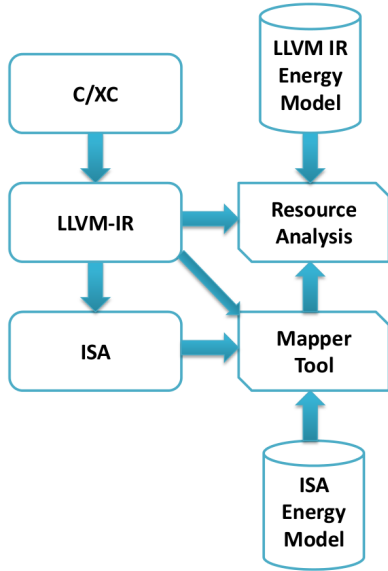 LLVM IR
Energy
Model
C/XC
LLVM-IR
Resource
Analysis
ISA
Mapper
Tool
ISA
Energy
Model